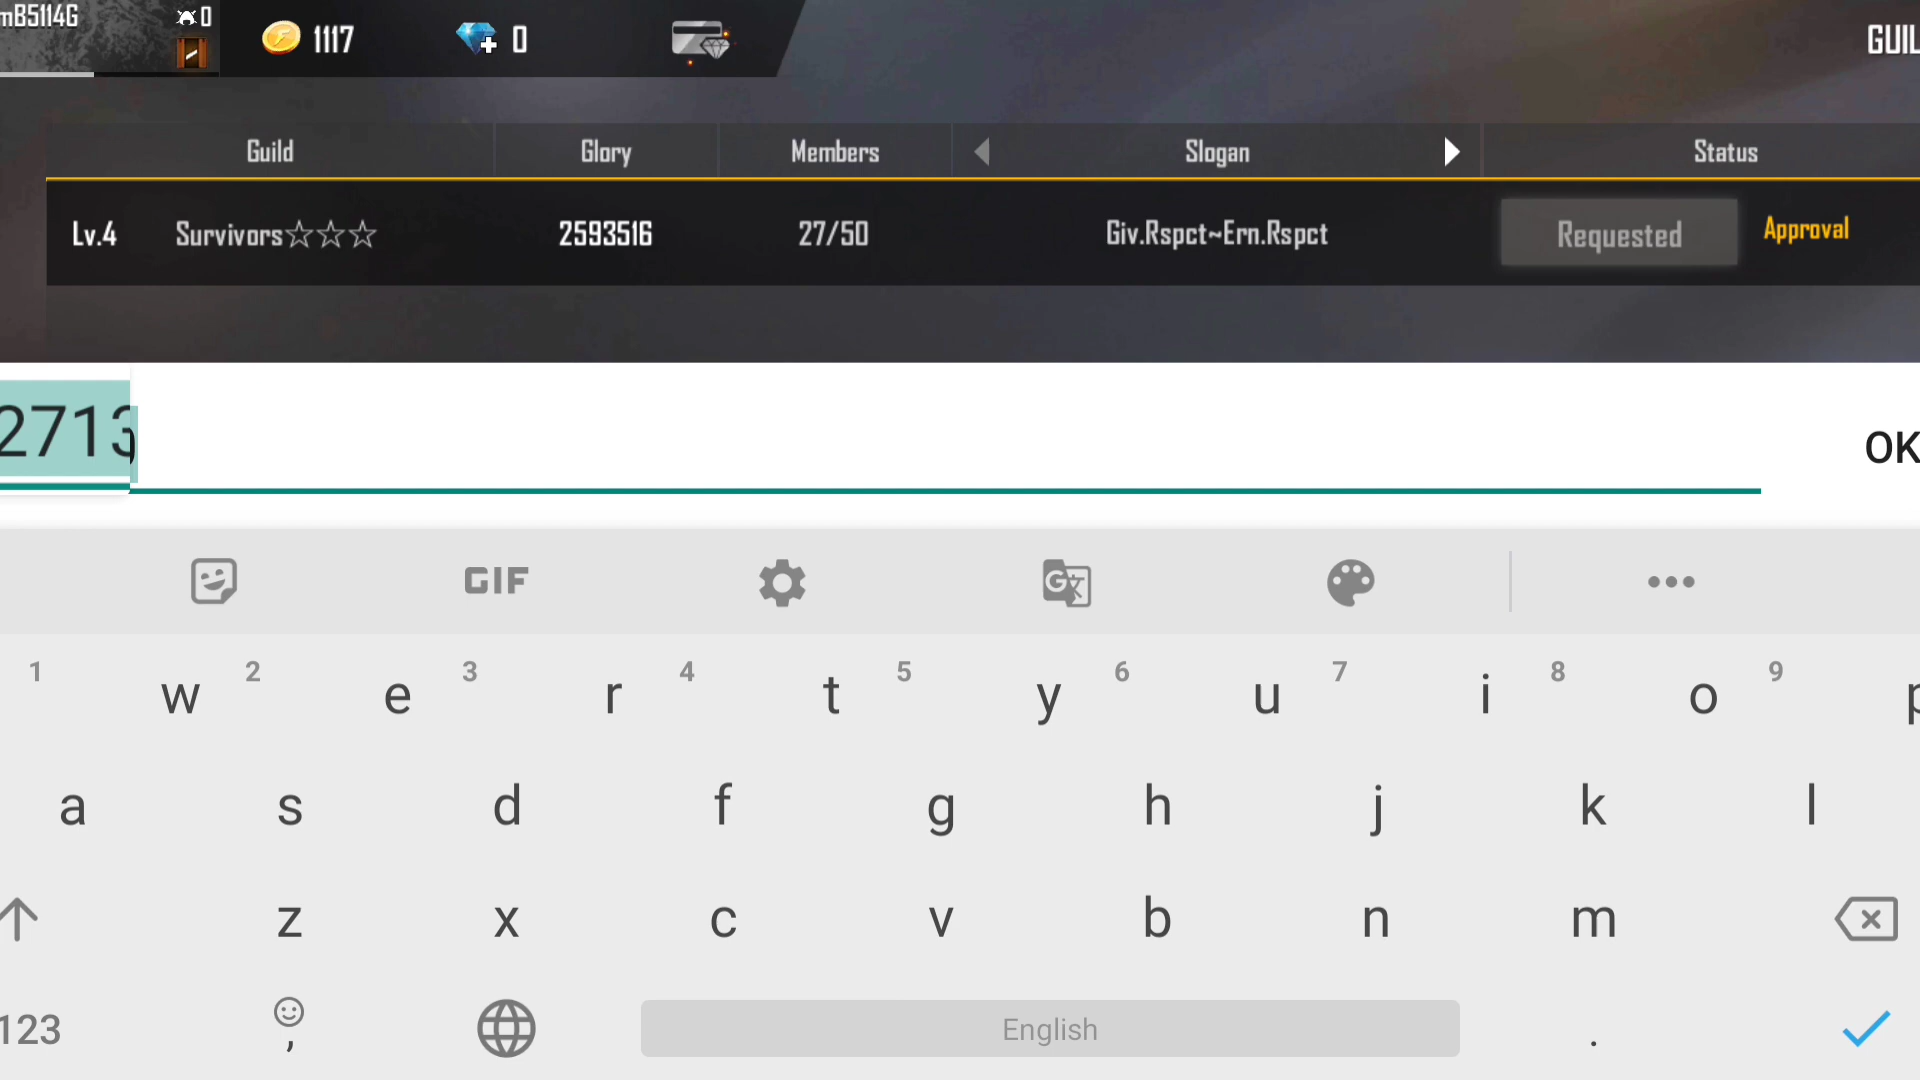 mB5114G
0
1117
0
GUIL
Guild
Glory
Members
Slogan
Status
Lv.4
Survivors☆☆☆
2593516
27/50
Giv.Rspct~Ern.Rspct
Requested
Approval
2713
OK
GIF
G
1 2 3 4 5 6 7 8 9
w e r t y u i o p
a s d f g h j k l
z x c v b n m
123
,
English
.